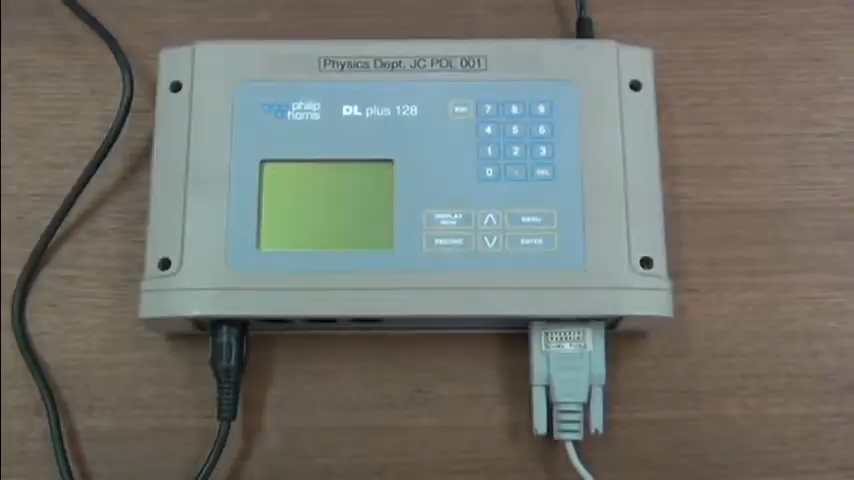 Physics Dept. JC PDL 001
philip
harris
DL plus 128
ESC 7 8 9
4 5 6
1 2 3
0 . DEL
DISPLAY
MENU
RECORD
ENTER